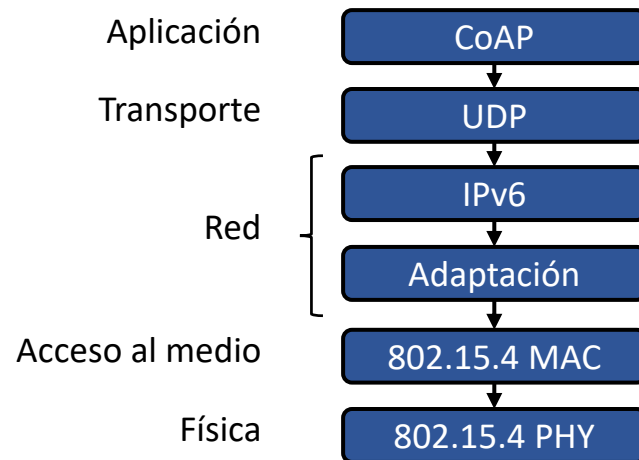 Aplicación
CoAP
Transporte
UDP
IPv6
Red
Adaptación
Acceso al medio
802.15.4 MAC
Física
802.15.4 PHY